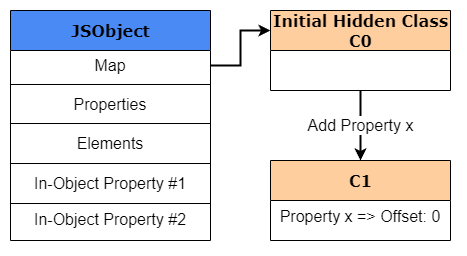 JSObject
Map
Properties
Elements
In-Object Property #1
In-Object Property #2
Initial Hidden Class
C0
Add Property x
C1
Property x => Offset: 0